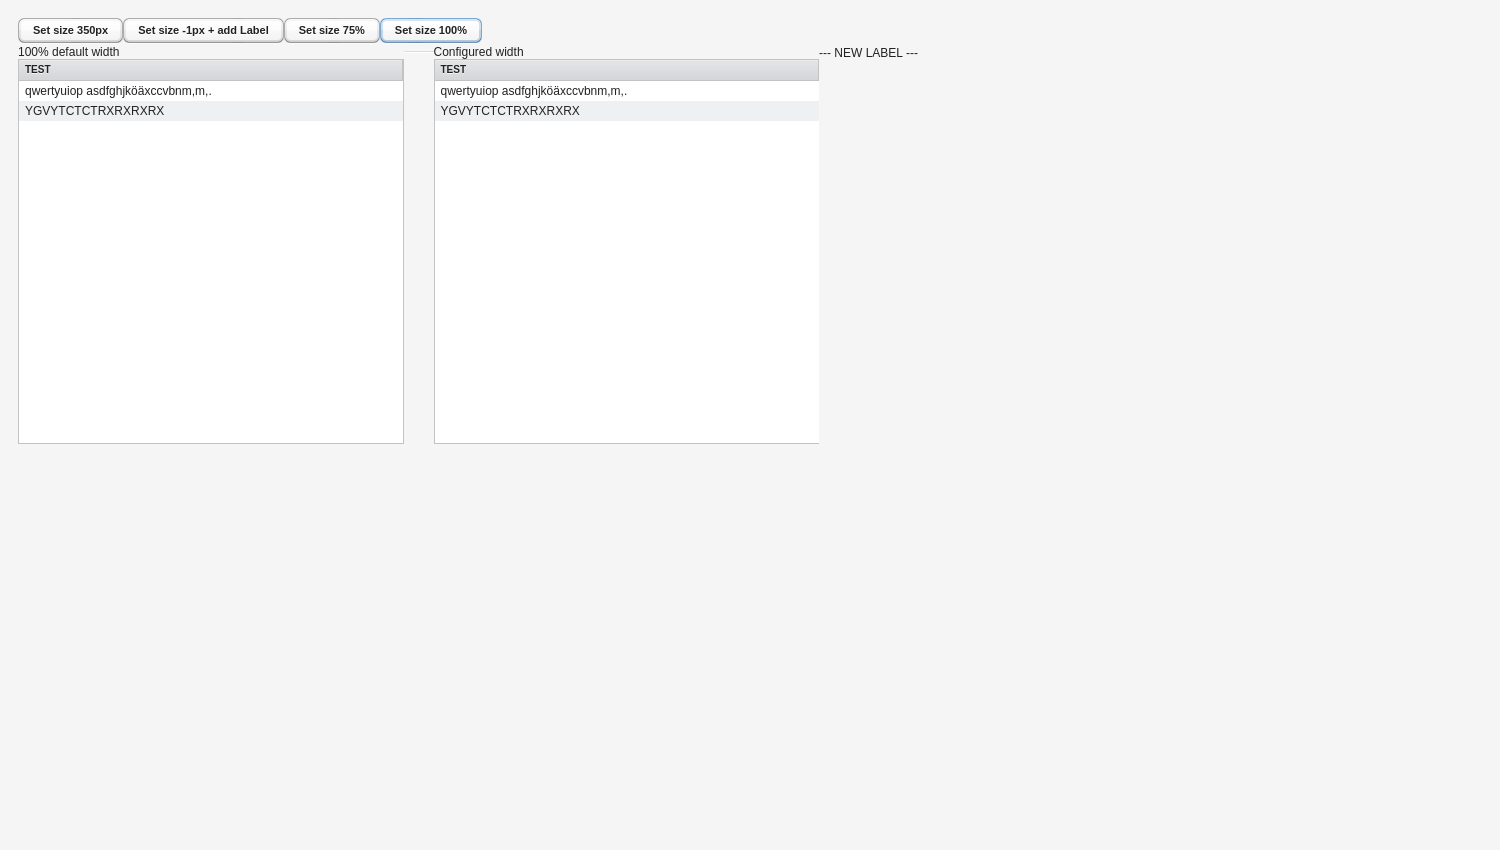 Set size 350px Set size -1px + add Label Set size 75% Set size 100%
100% default width Configured width --- NEW LABEL ---
TEST TEST
qwertyuiop asdfghjköäxccvbnm,m,. qwertyuiop asdfghjköäxccvbnm,m,.
YGVYTCTCTRXRXRXRX YGVYTCTCTRXRXRXRX